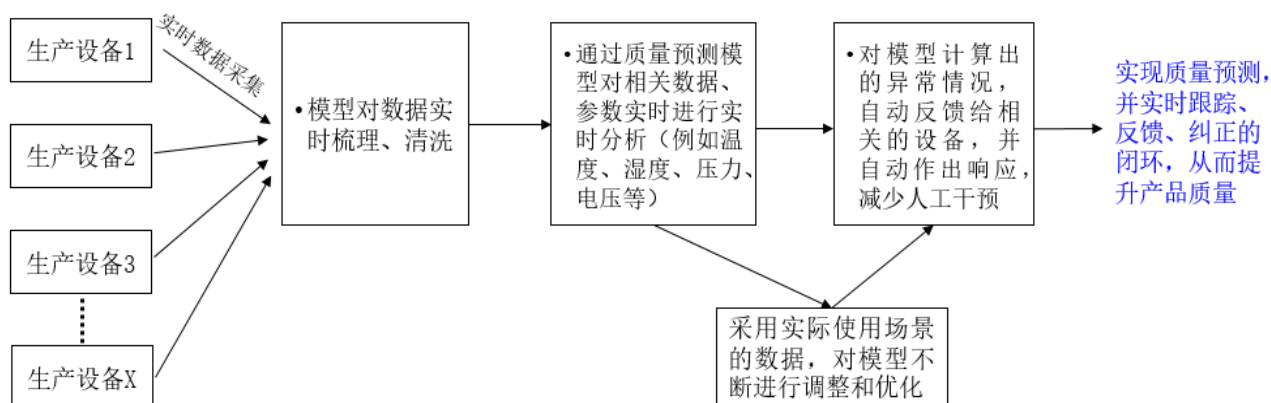 生产设备1
实时数据采集
生产设备2
生产设备3
生产设备X
•模型对数据实
时梳理、清洗
•通过质量预测模
型对相关数据、
参数实时进行实
时分析（例如温
度、湿度、压力、
电压等）
•对模型计算出
的异常情况，
自动反馈给相
关的设备，并
自动作出响应，
减少人工干预
采用实际使用场景
的数据，对模型不
断进行调整和优化
实现质量预测，
并实时跟踪、
反馈、纠正的
闭环，从而提
升产品质量